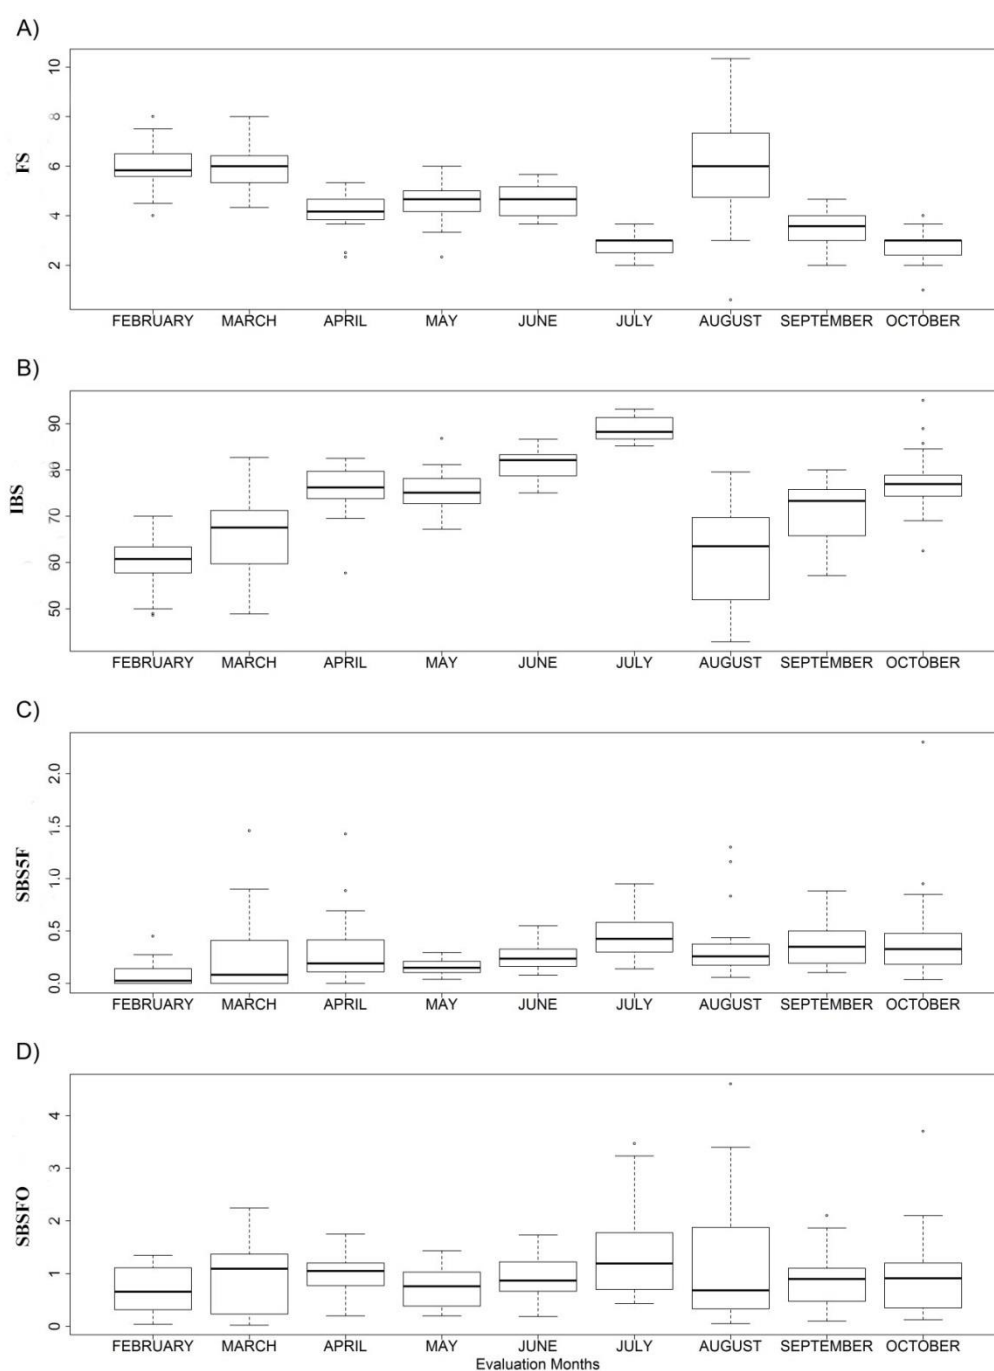 A)
FS
10
8
6
4
2
FEBRUARY MARCH APRIL MAY JUNE JULY AUGUST SEPTEMBER OCTOBER
B)
IBS
90
80
70
60
50
FEBRUARY MARCH APRIL MAY JUNE JULY AUGUST SEPTEMBER OCTOBER
C)
SBS5F
2.0
1.5
1.0
0.5
0.0
FEBRUARY MARCH APRIL MAY JUNE JULY AUGUST SEPTEMBER OCTOBER
D)
SBSFO
4
3
2
1
0
FEBRUARY MARCH APRIL MAY JUNE JULY AUGUST SEPTEMBER OCTOBER
Evaluation Months